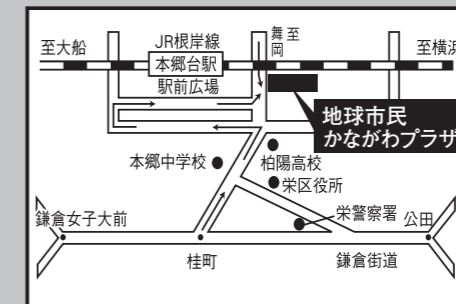 至大船
JR根岸線
舞至
岡
至横浜
本郷台駅
駅前広場
地球市民
かながわプラザ
本郷中学校
柏陽高校
栄区役所
鎌倉女子大前
栄警察署
公田
桂町
鎌倉街道